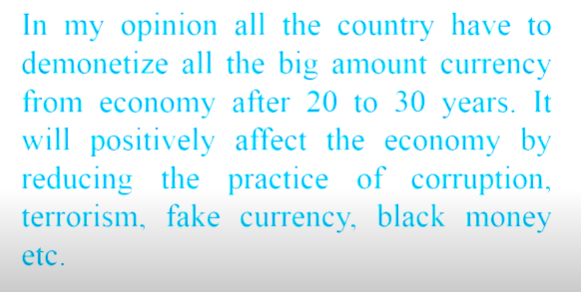 In my opinion all the country have to
demonetize all the big amount currency
from economy after 20 to 30 years. It
will positively affect the economy by
reducing the practice of corruption,
terrorism, fake currency, black money
etc.